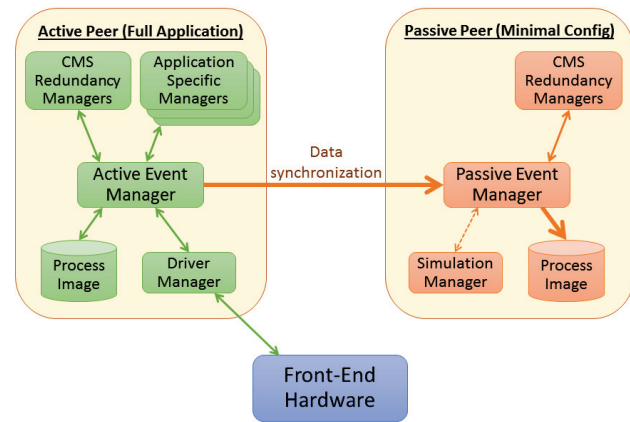 Active Peer (Full Application)
CMS
Redundancy
Managers
Application
Specific
Managers
Active Event
Manager
Process
Image
Driver
Manager
Data
synchronization
Passive Peer (Minimal Config)
CMS
Redundancy
Managers
Passive Event
Manager
Simulation
Manager
Process
Image
Front-End
Hardware